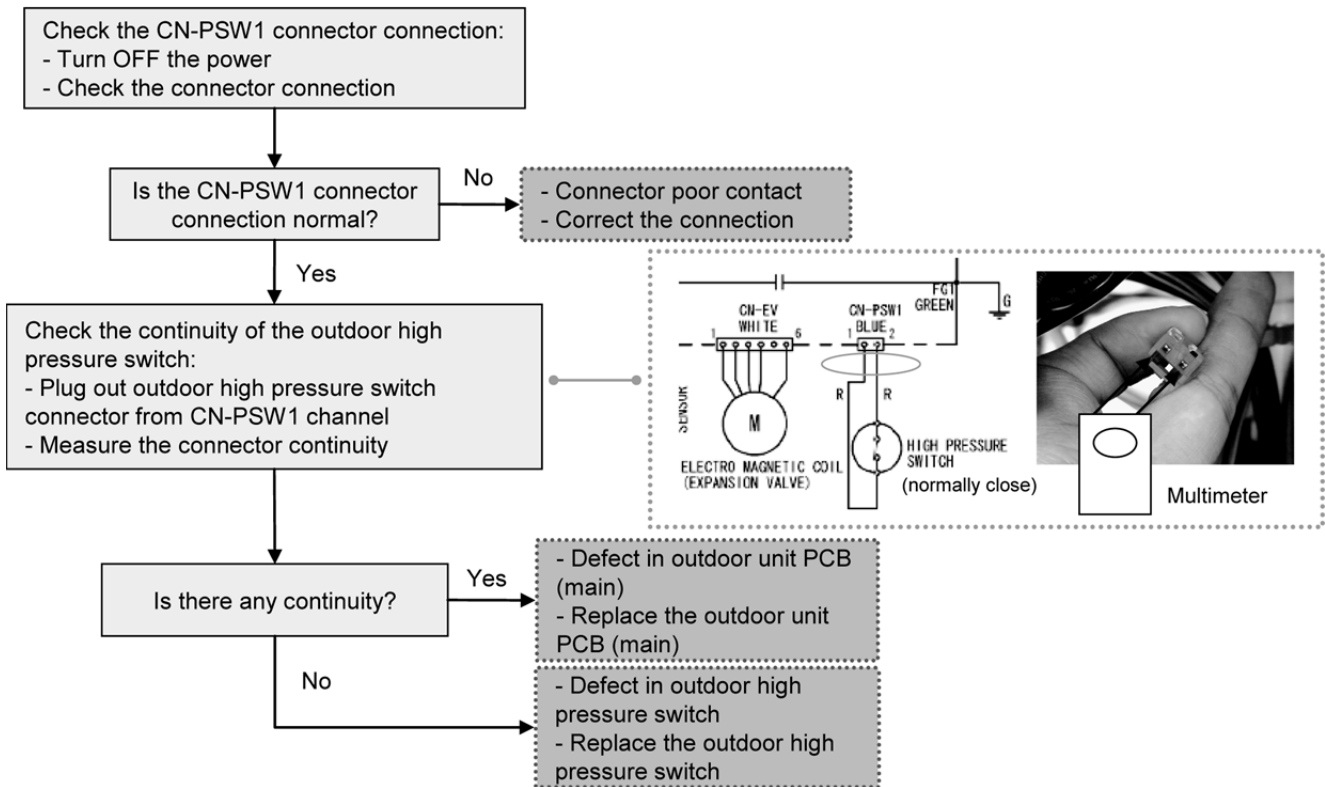 Check the CN-PSW1 connector connection:
- Turn OFF the power
- Check the connector connection
Is the CN-PSW1 connector
connection normal?
No
- Connector poor contact
- Correct the connection
Yes
Check the continuity of the outdoor high
pressure switch:
- Plug out outdoor high pressure switch
connector from CN-PSW1 channel
- Measure the connector continuity
FG1
GREEN
G
CN-EV
WHITE
1
6
CN-PSW1
BLUE
1
2
SENSOR
M
R
R
ELECTRO MAGNETIC COIL
(EXPANSION VALVE)
HIGH PRESSURE
SWITCH
(normally close)
Multimeter
Is there any continuity?
Yes
- Defect in outdoor unit PCB
(main)
- Replace the outdoor unit
PCB (main)
No
- Defect in outdoor high
pressure switch
- Replace the outdoor high
pressure switch